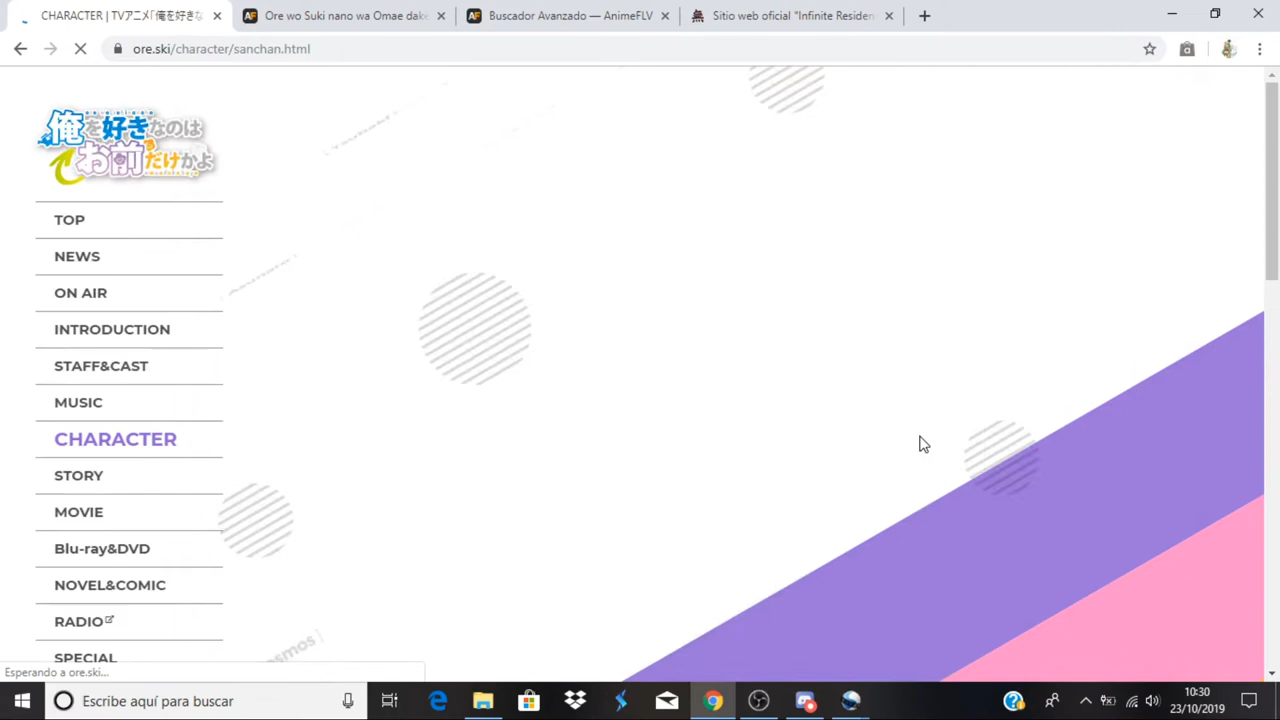 CHARACTER | TVアニメ「俺を好きな
Ore wo Suki nano wa Omae dake
Buscador Avanzado — AnimeFLV
Sitio web oficial "Infinite Residen
ore.ski/character/sanchan.html
俺を好きなのは
お前だけかよ
TOP
NEWS
ON AIR
INTRODUCTION
STAFF&CAST
MUSIC
CHARACTER
STORY
MOVIE
Blu-ray&DVD
NOVEL&COMIC
RADIO
SPECIAL
osmos
Esperando a ore.ski...
Escribe aquí para buscar
10:30
23/10/2019